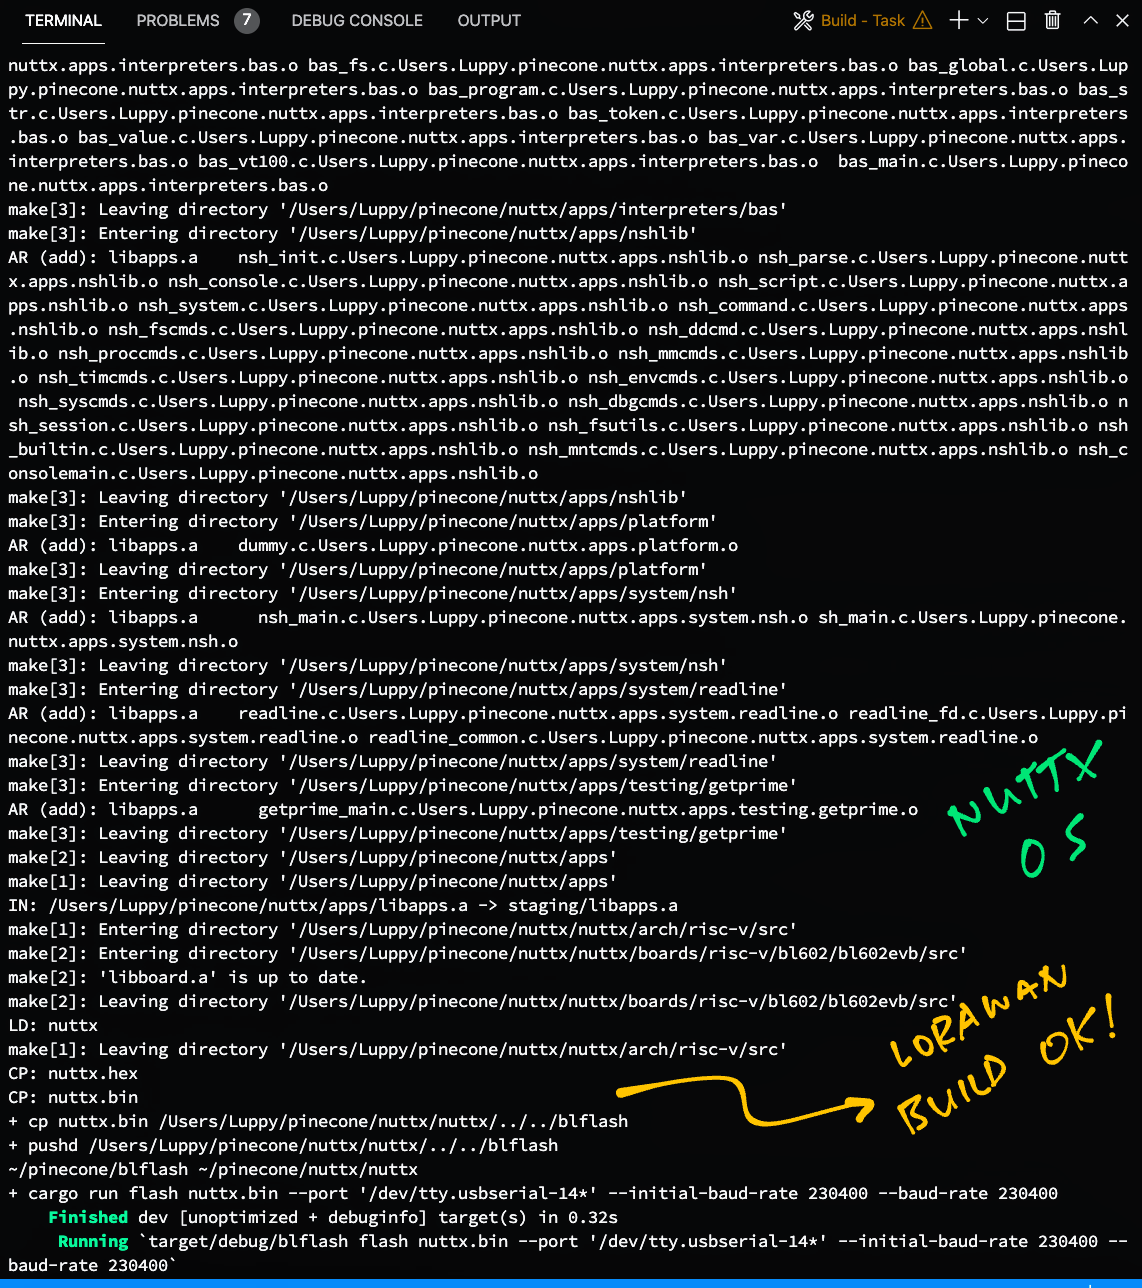 TERMINAL PROBLEMS 7 DEBUG CONSOLE OUTPUT Build - Task
nuttx.apps.interpreters.bas.o bas_fs.c.Users.Luppy.pinecone.nuttx.apps.interpreters.bas.o bas_global.c.Users.Lup
py.pinecone.nuttx.apps.interpreters.bas.o bas_program.c.Users.Luppy.pinecone.nuttx.apps.interpreters.bas.o bas_s
tr.c.Users.Luppy.pinecone.nuttx.apps.interpreters.bas.o bas_token.c.Users.Luppy.pinecone.nuttx.apps.interpreters
.bas.o bas_value.c.Users.Luppy.pinecone.nuttx.apps.interpreters.bas.o bas_var.c.Users.Luppy.pinecone.nuttx.apps.
interpreters.bas.o bas_vt100.c.Users.Luppy.pinecone.nuttx.apps.interpreters.bas.o  bas_main.c.Users.Luppy.pineco
ne.nuttx.apps.interpreters.bas.o
make[3]: Leaving directory '/Users/Luppy/pinecone/nuttx/apps/interpreters/bas'
make[3]: Entering directory '/Users/Luppy/pinecone/nuttx/apps/nshlib'
AR (add): libapps.a    nsh_init.c.Users.Luppy.pinecone.nuttx.apps.nshlib.o nsh_parse.c.Users.Luppy.pinecone.nutt
x.apps.nshlib.o nsh_console.c.Users.Luppy.pinecone.nuttx.apps.nshlib.o nsh_script.c.Users.Luppy.pinecone.nuttx.a
pps.nshlib.o nsh_system.c.Users.Luppy.pinecone.nuttx.apps.nshlib.o nsh_command.c.Users.Luppy.pinecone.nuttx.apps
.nshlib.o nsh_fscmds.c.Users.Luppy.pinecone.nuttx.apps.nshlib.o nsh_ddcmd.c.Users.Luppy.pinecone.nuttx.apps.nshl
ib.o nsh_proccmds.c.Users.Luppy.pinecone.nuttx.apps.nshlib.o nsh_mmcmds.c.Users.Luppy.pinecone.nuttx.apps.nshlib
.o nsh_timcmds.c.Users.Luppy.pinecone.nuttx.apps.nshlib.o nsh_envcmds.c.Users.Luppy.pinecone.nuttx.apps.nshlib.o
 nsh_syscmds.c.Users.Luppy.pinecone.nuttx.apps.nshlib.o nsh_dbgcmds.c.Users.Luppy.pinecone.nuttx.apps.nshlib.o n
sh_session.c.Users.Luppy.pinecone.nuttx.apps.nshlib.o nsh_fsutils.c.Users.Luppy.pinecone.nuttx.apps.nshlib.o nsh
_builtin.c.Users.Luppy.pinecone.nuttx.apps.nshlib.o nsh_mntcmds.c.Users.Luppy.pinecone.nuttx.apps.nshlib.o nsh_c
onsolemain.c.Users.Luppy.pinecone.nuttx.apps.nshlib.o
make[3]: Leaving directory '/Users/Luppy/pinecone/nuttx/apps/nshlib'
make[3]: Entering directory '/Users/Luppy/pinecone/nuttx/apps/platform'
AR (add): libapps.a    dummy.c.Users.Luppy.pinecone.nuttx.apps.platform.o
make[3]: Leaving directory '/Users/Luppy/pinecone/nuttx/apps/platform'
make[3]: Entering directory '/Users/Luppy/pinecone/nuttx/apps/system/nsh'
AR (add): libapps.a      nsh_main.c.Users.Luppy.pinecone.nuttx.apps.system.nsh.o sh_main.c.Users.Luppy.pinecone.
nuttx.apps.system.nsh.o
make[3]: Leaving directory '/Users/Luppy/pinecone/nuttx/apps/system/nsh'
make[3]: Entering directory '/Users/Luppy/pinecone/nuttx/apps/system/readline'
AR (add): libapps.a    readline.c.Users.Luppy.pinecone.nuttx.apps.system.readline.o readline_fd.c.Users.Luppy.pi
necone.nuttx.apps.system.readline.o readline_common.c.Users.Luppy.pinecone.nuttx.apps.system.readline.o
make[3]: Leaving directory '/Users/Luppy/pinecone/nuttx/apps/system/readline'
make[3]: Entering directory '/Users/Luppy/pinecone/nuttx/apps/testing/getprime'
AR (add): libapps.a      getprime_main.c.Users.Luppy.pinecone.nuttx.apps.testing.getprime.o
make[3]: Leaving directory '/Users/Luppy/pinecone/nuttx/apps/testing/getprime'
make[2]: Leaving directory '/Users/Luppy/pinecone/nuttx/apps'
make[1]: Leaving directory '/Users/Luppy/pinecone/nuttx/apps'
NUTTX
OS
IN: /Users/Luppy/pinecone/nuttx/apps/libapps.a -> staging/libapps.a
make[1]: Entering directory '/Users/Luppy/pinecone/nuttx/nuttx/arch/risc-v/src'
make[2]: Entering directory '/Users/Luppy/pinecone/nuttx/nuttx/boards/risc-v/bl602/bl602evb/src'
make[2]: 'libboard.a' is up to date.
make[2]: Leaving directory '/Users/Luppy/pinecone/nuttx/nuttx/boards/risc-v/bl602/bl602evb/src'
LD: nuttx
make[1]: Leaving directory '/Users/Luppy/pinecone/nuttx/nuttx/arch/risc-v/src'
CP: nuttx.hex
CP: nuttx.bin
LORAWAN
BUILD OK!
+ cp nuttx.bin /Users/Luppy/pinecone/nuttx/nuttx/../../blflash
+ pushd /Users/Luppy/pinecone/nuttx/nuttx/../../blflash
~/pinecone/blflash ~/pinecone/nuttx/nuttx
+ cargo run flash nuttx.bin --port '/dev/tty.usbserial-14*' --initial-baud-rate 230400 --baud-rate 230400
    Finished dev [unoptimized + debuginfo] target(s) in 0.32s
     Running `target/debug/blflash flash nuttx.bin --port '/dev/tty.usbserial-14*' --initial-baud-rate 230400 --
baud-rate 230400`